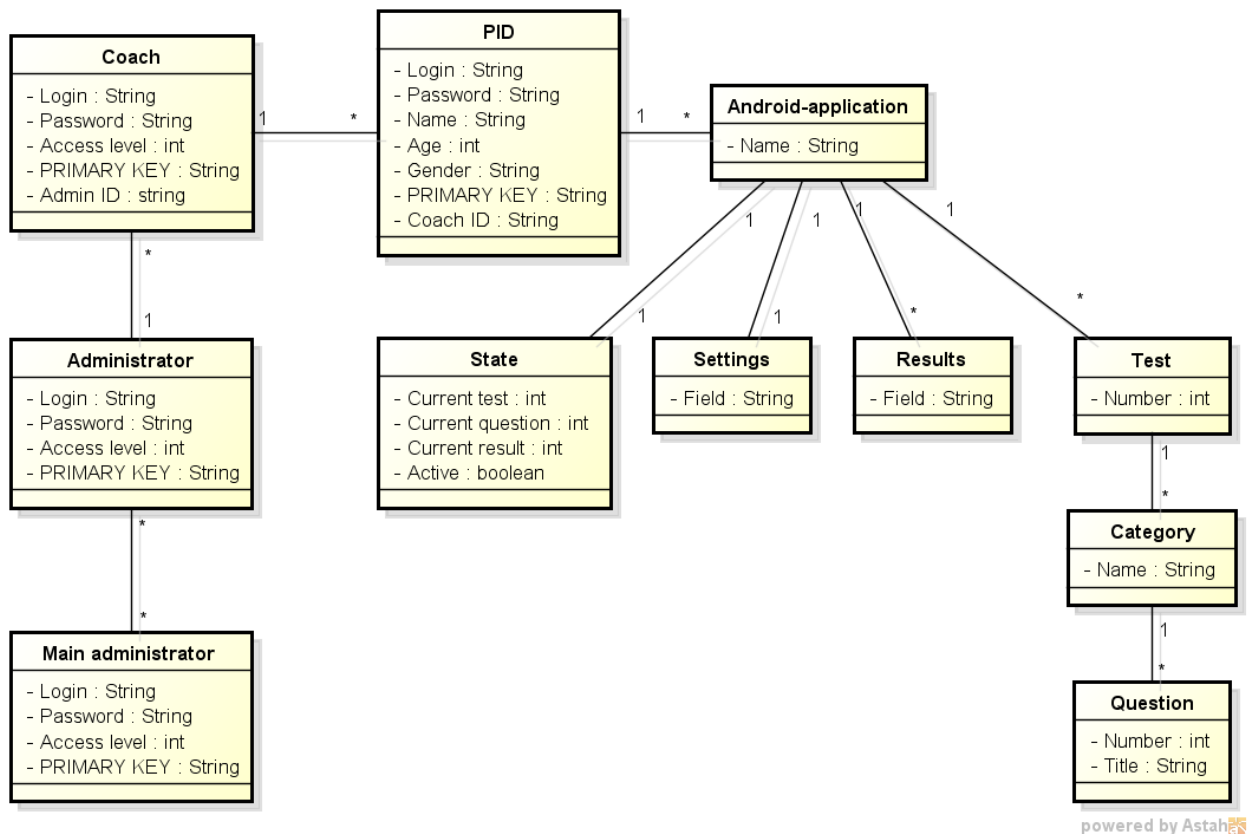 Coach
- Login : String
- Password : String
- Access level : int
- PRIMARY KEY : String
- Admin ID : string
1
*
PID
- Login : String
- Password : String
- Name : String
- Age : int
- Gender : String
- PRIMARY KEY : String
- Coach ID : String
1
*
Android-application
- Name : String
*
1
1
1
1
1
1
1
*
*
Administrator
- Login : String
- Password : String
- Access level : int
- PRIMARY KEY : String
State
- Current test : int
- Current question : int
- Current result : int
- Active : boolean
Settings
- Field : String
Results
- Field : String
Test
- Number : int
1
*
Category
- Name : String
1
*
Question
- Number : int
- Title : String
*
*
Main administrator
- Login : String
- Password : String
- Access level : int
- PRIMARY KEY : String
powered by Astah